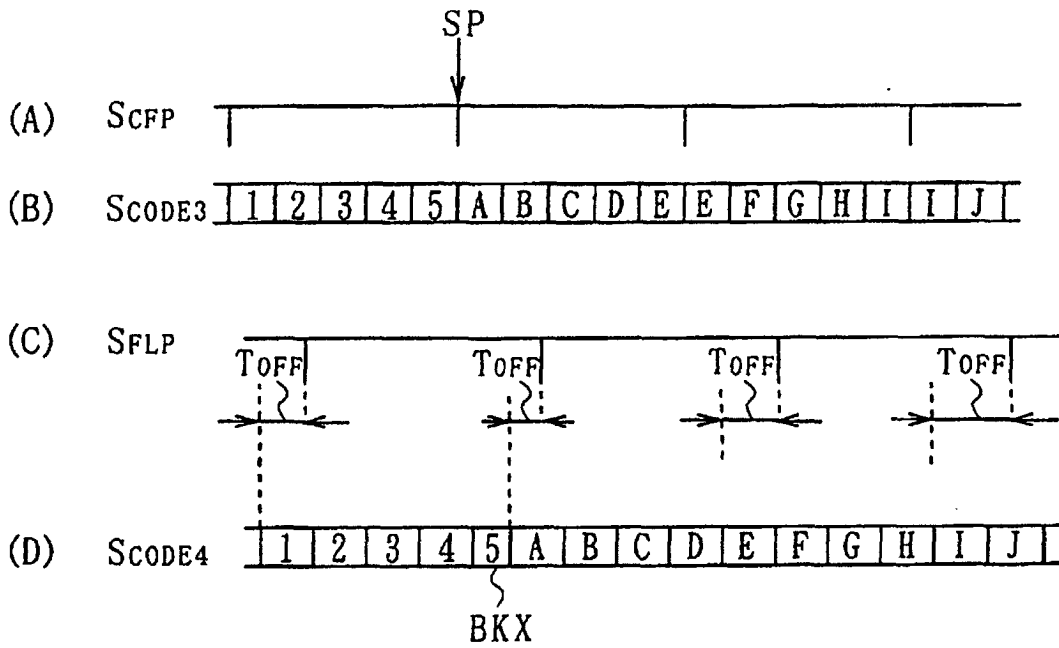 SP
(A) SCFP
(B) SCODE3 1 2 3 4 5 A B C D E E F G H I I J
(C) SFLP
TOFF TOFF TOFF TOFF
(D) SCODE4 1 2 3 4 5 A B C D E F G H I J
BKX